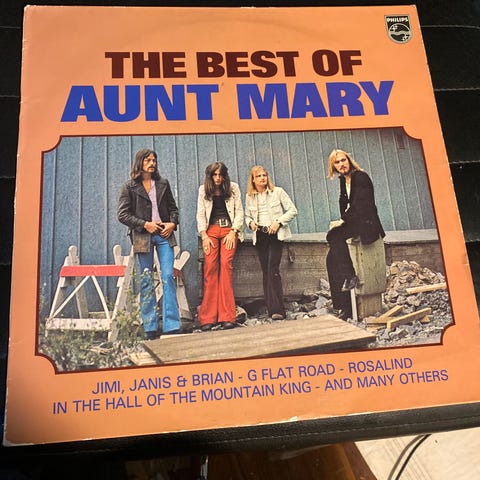 PHILIPS
THE BEST OF
AUNT MARY
JIMI, JANIS & BRIAN - G FLAT ROAD - ROSALIND
IN THE HALL OF THE MOUNTAIN KING - AND MANY OTHERS